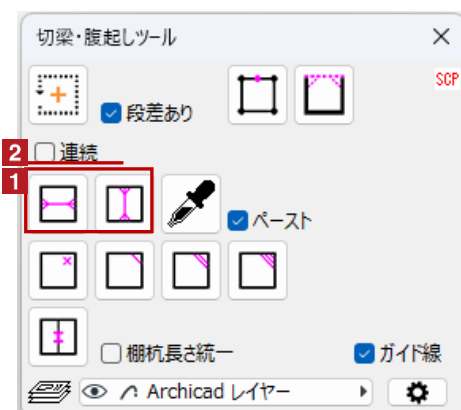 切梁・腹起しツール
段差あり
SCP
2
連続
1
ペースト
棚杭長さ統一
ガイド線
Archicad レイヤー